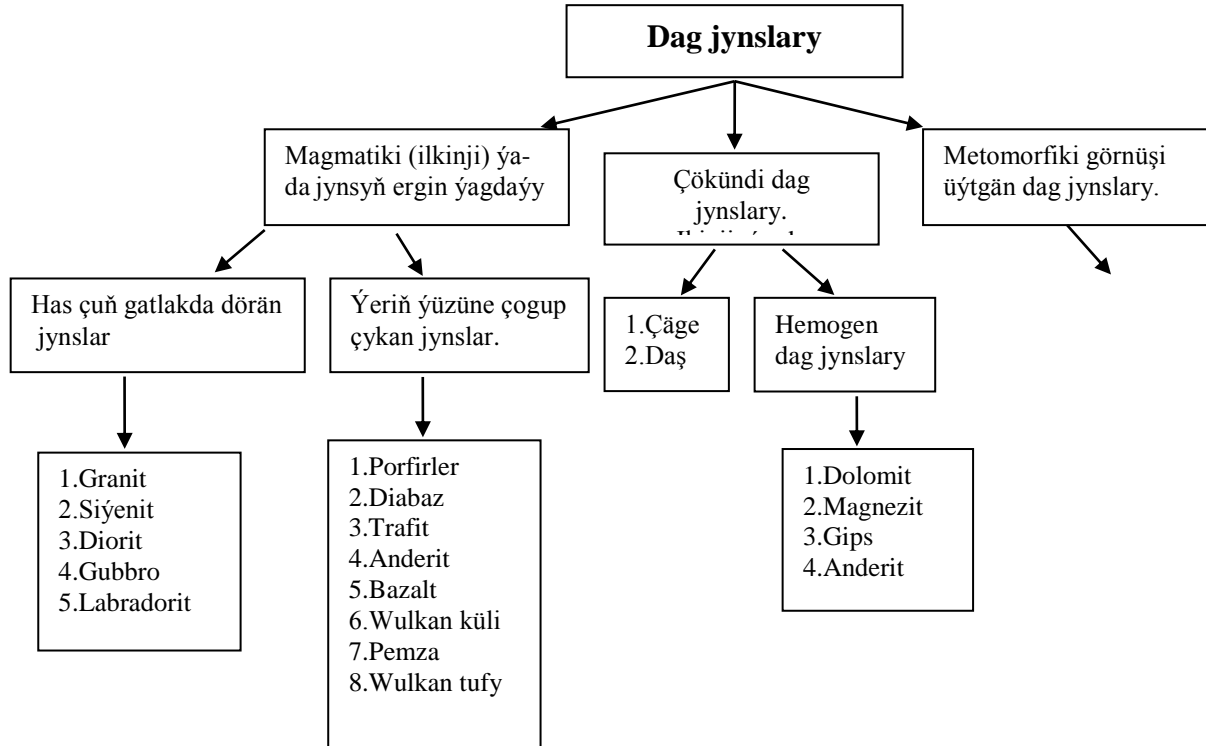 Dag jynslary
Magmatiki (ilkinji) ýa-
da jynsyň ergin ýagdaýy
Çökündi dag
jynslary.
Metomorfiki görnüşi
üýtgän dag jynslary.
Has çuň gatlakda dörän
jynslar
Ýeriň ýüzüne çogup
çykan jynslar.
1.Çäge
2.Daş
Hemogen
dag jynslary
1.Granit
2.Siýenit
3.Diorit
4.Gubbro
5.Labradorit
1.Porfirler
2.Diabaz
3.Trafit
4.Anderit
5.Bazalt
6.Wulkan küli
7.Pemza
8.Wulkan tufy
1.Dolomit
2.Magnezit
3.Gips
4.Anderit